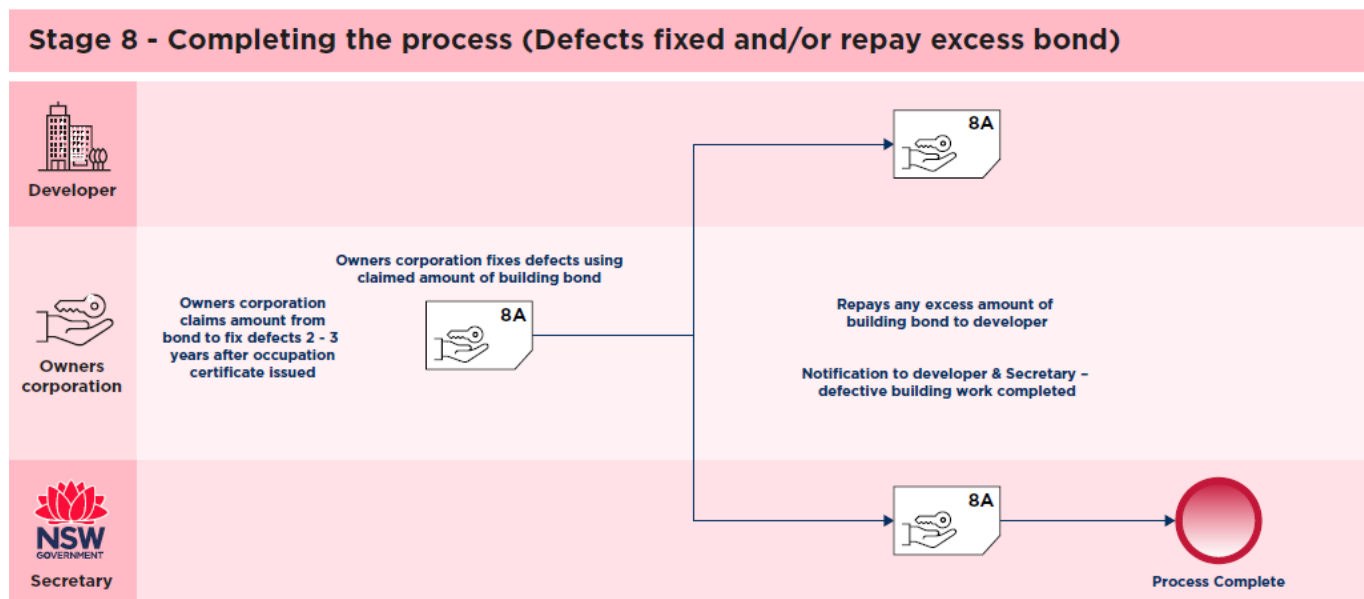 Stage 8 - Completing the process (Defects fixed and/or repay excess bond)
Developer
8A
Owners corporation fixes defects using
claimed amount of building bond
Owners corporation
claims amount from
bond to fix defects 2 - 3
years after occupation
certificate issued
8A
Repays any excess amount of
building bond to developer
Notification to developer & Secretary –
defective building work completed
Owners
corporation
NSW
GOVERNMENT
Secretary
8A
Process Complete